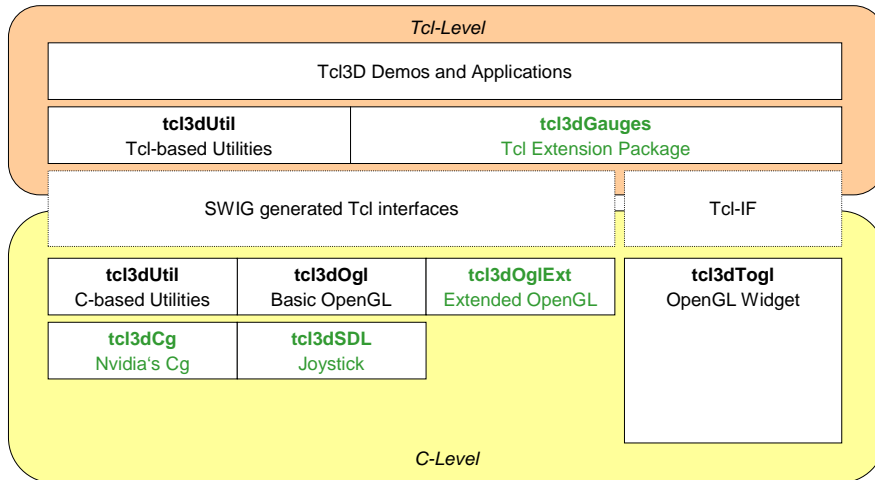 Tcl-Level
Tcl3D Demos and Applications
tcl3dUtil
Tcl-based Utilities
tcl3dGauges
Tcl Extension Package
SWIG generated Tcl interfaces
Tcl-IF
tcl3dUtil
C-based Utilities
tcl3dOgl
Basic OpenGL
tcl3dOglExt
Extended OpenGL
tcl3dTogl
OpenGL Widget
tcl3dCg
Nvidia‘s Cg
tcl3dSDL
Joystick
C-Level